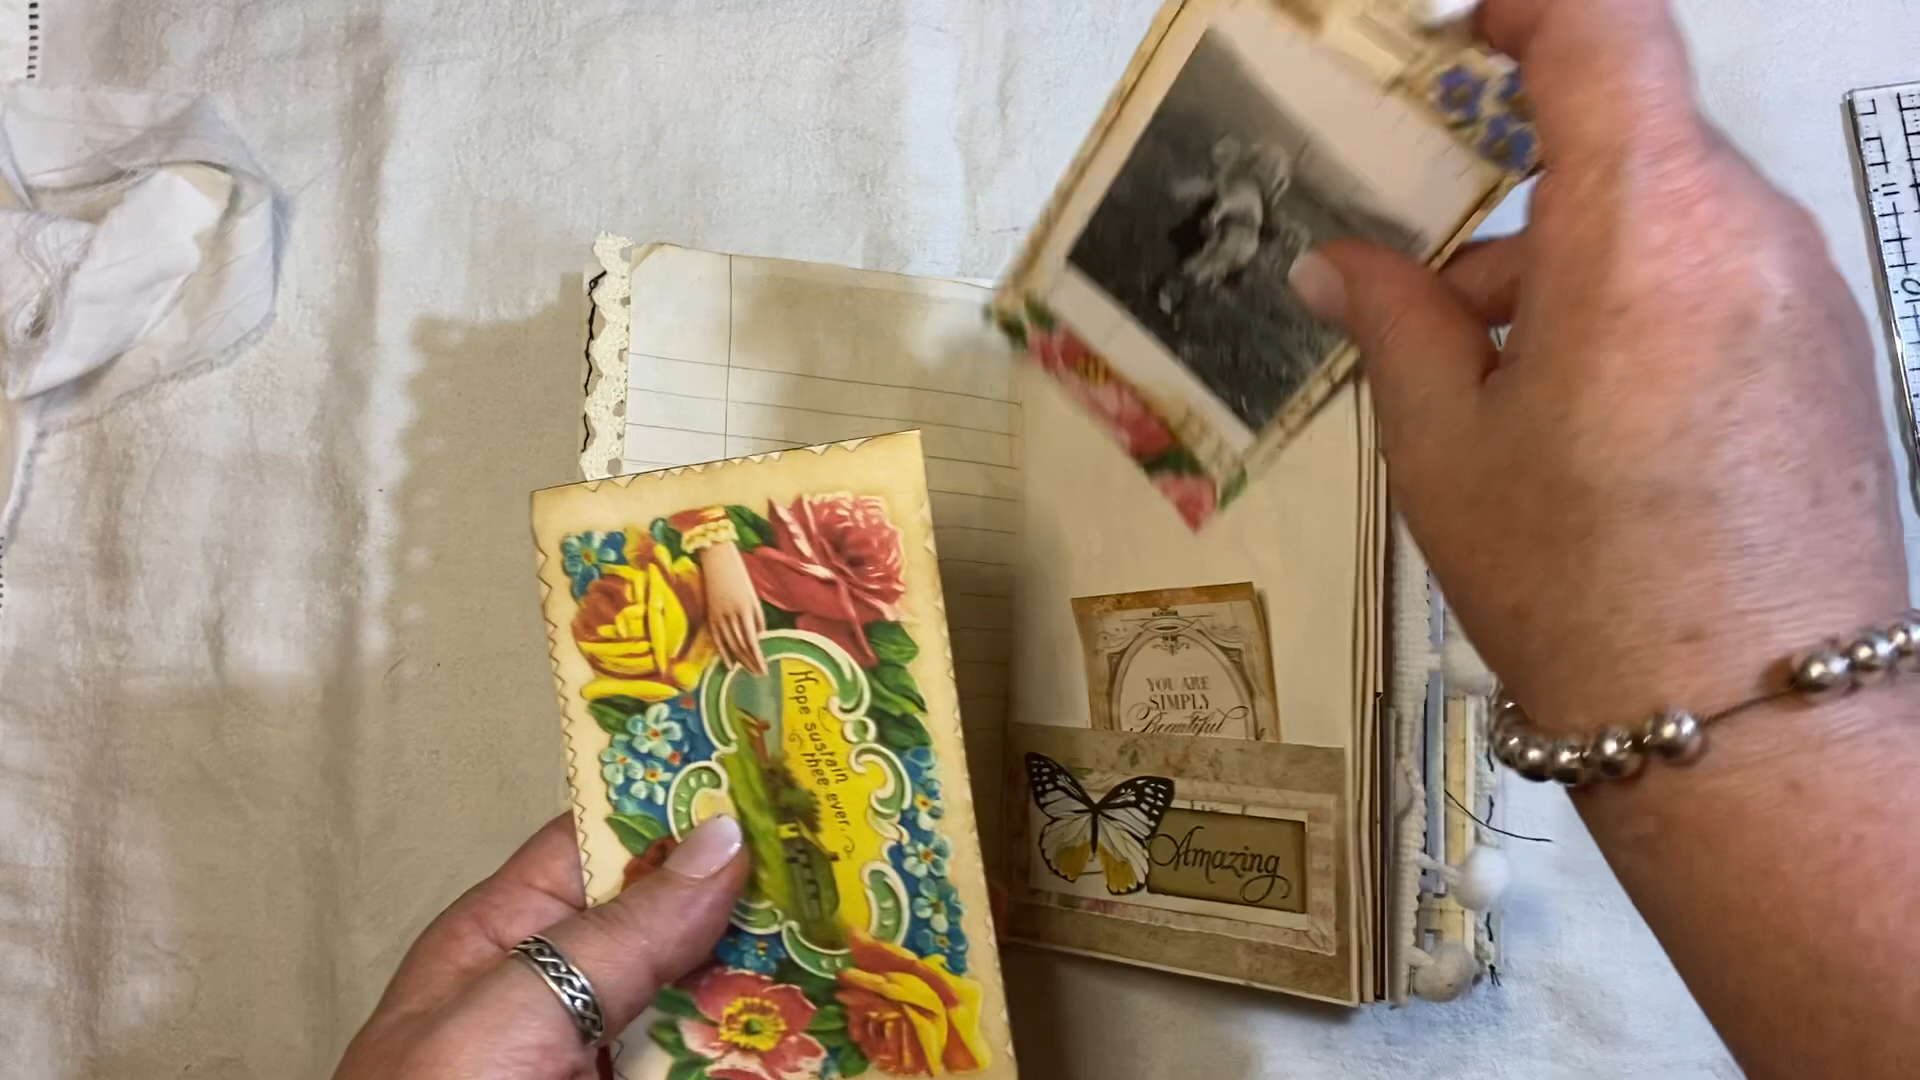 Hope sustain
thee ever.
YOU ARE
SIMPLY
Beautiful
Amazing